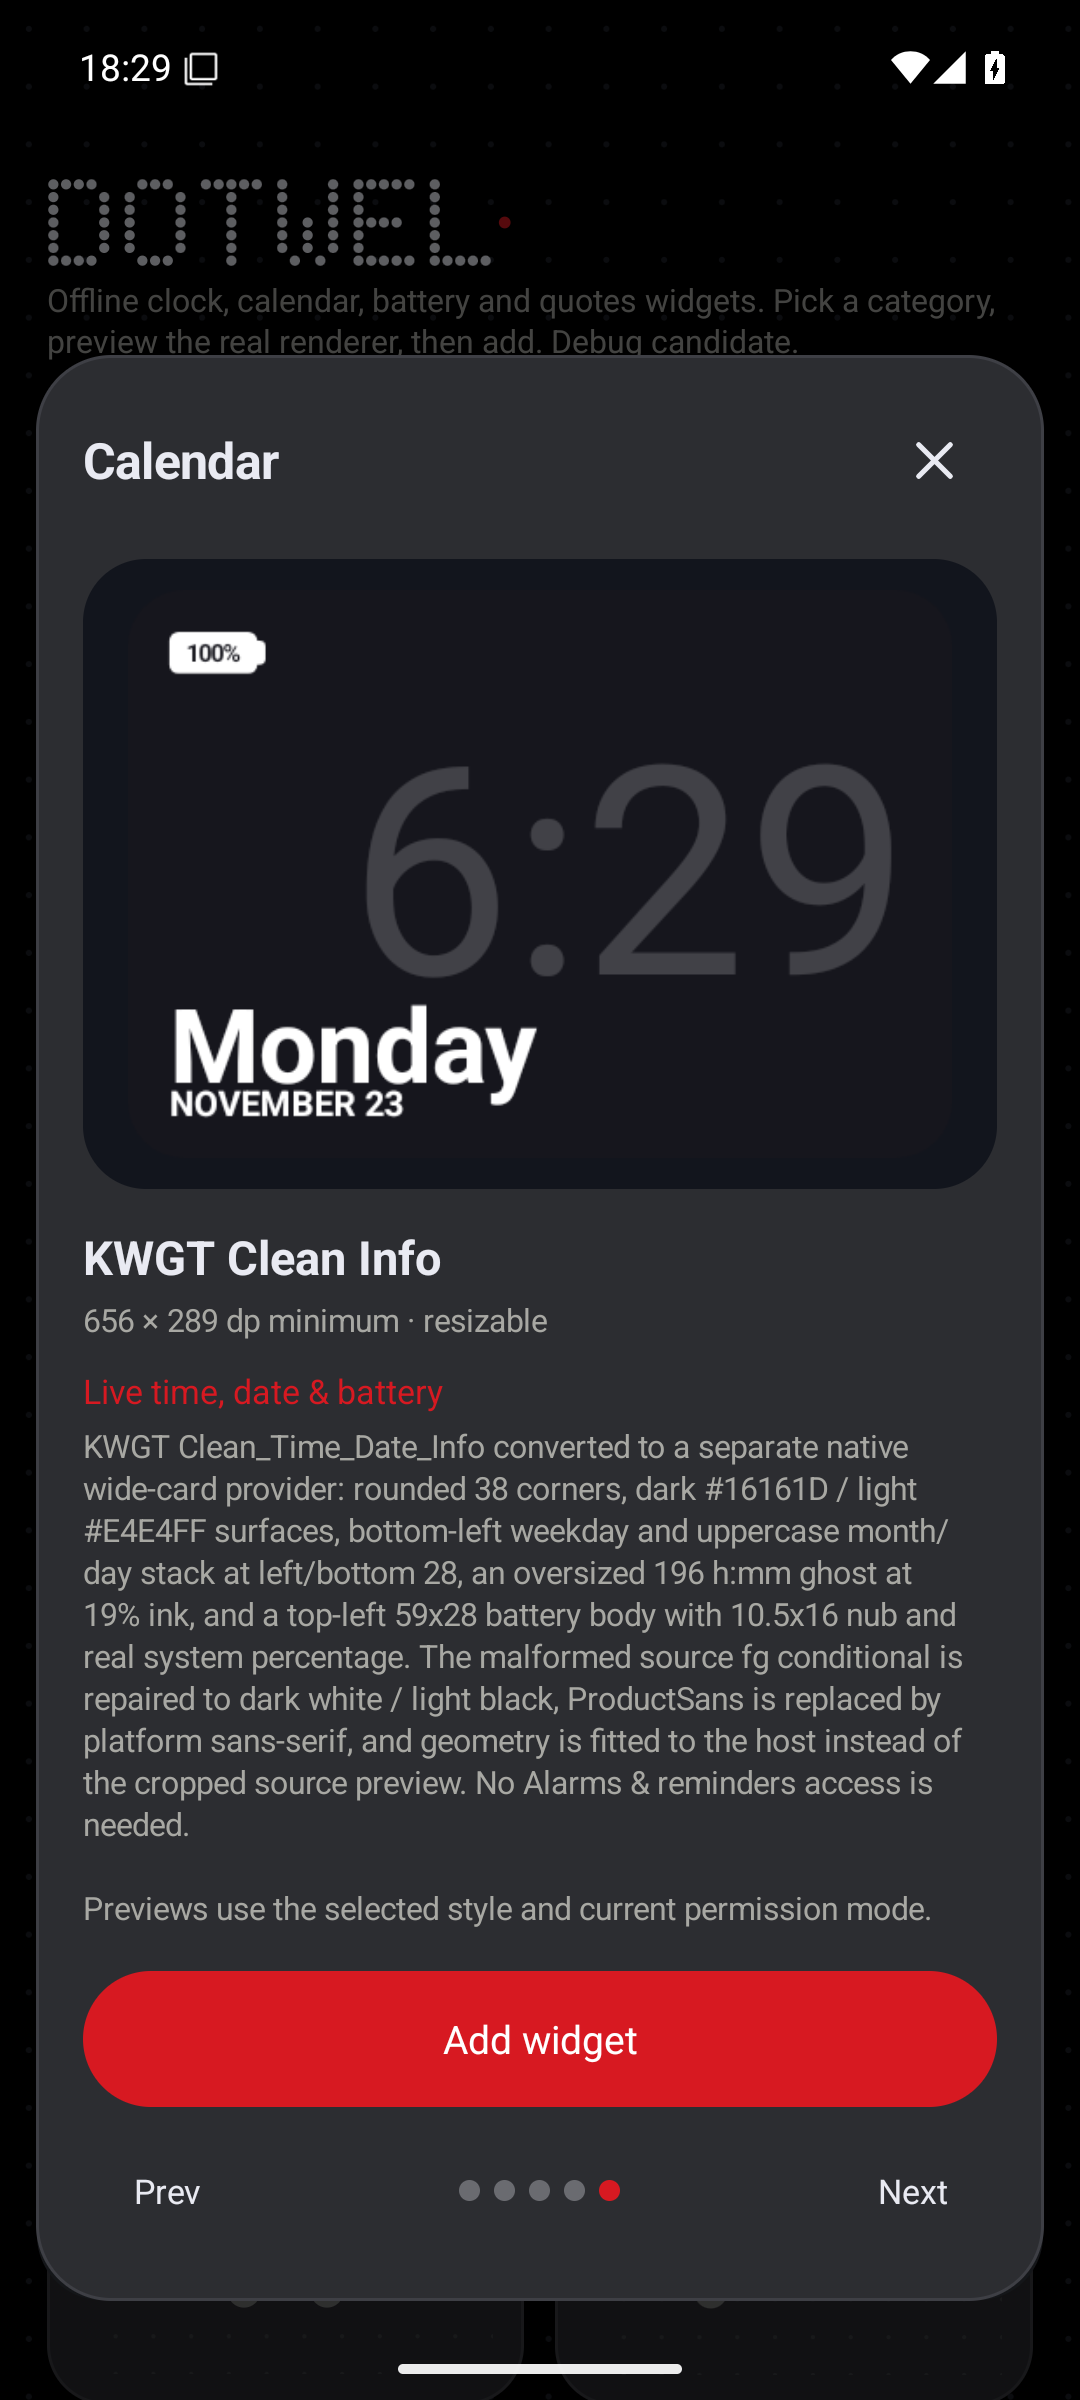 18:29
DOTWEL
Offline clock, calendar, battery and quotes widgets. Pick a category,
preview the real renderer, then add. Debug candidate.
Calendar
100%
6:29
Monday
NOVEMBER 23
KWGT Clean Info
656 × 289 dp minimum · resizable
Live time, date & battery
KWGT Clean_Time_Date_Info converted to a separate native
wide-card provider: rounded 38 corners, dark #16161D / light
#E4E4FF surfaces, bottom-left weekday and uppercase month/
day stack at left/bottom 28, an oversized 196 h:mm ghost at
19% ink, and a top-left 59x28 battery body with 10.5x16 nub and
real system percentage. The malformed source fg conditional is
repaired to dark white / light black, ProductSans is replaced by
platform sans-serif, and geometry is fitted to the host instead of
the cropped source preview. No Alarms & reminders access is
needed.
Previews use the selected style and current permission mode.
Add widget
Prev
Next